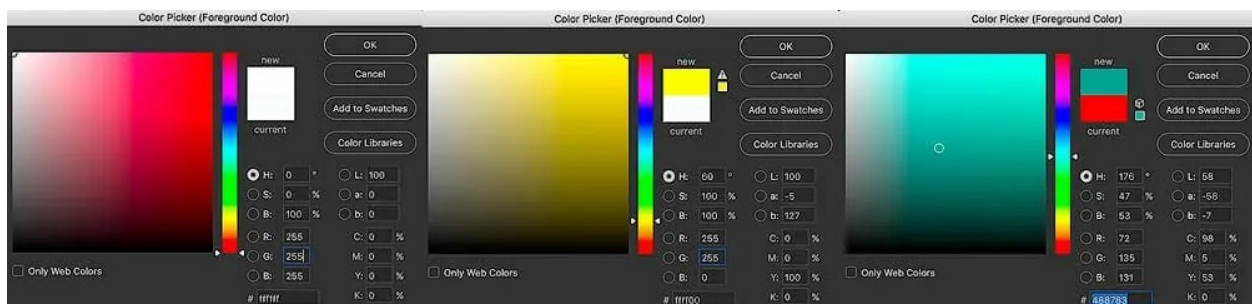 Color Picker (Foreground Color)
OK
new
Cancel
Add to Swatches
current
Color Libraries
H: 0 °
L: 100
S: 0 %
a: 0
B: 100 %
b: 0
R: 255
C: 0 %
G: 255
M: 0 %
B: 255
Y: 0 %
Only Web Colors
# ffffff
K: 0 %
Color Picker (Foreground Color)
OK
new
Cancel
Add to Swatches
current
Color Libraries
H: 60 °
L: 100
S: 100 %
a: -5
B: 100 %
b: 127
R: 255
C: 0 %
G: 255
M: 0 %
B: 0
Y: 100 %
Only Web Colors
# ffff00
K: 0 %
Color Picker (Foreground Color)
OK
new
Cancel
Add to Swatches
current
Color Libraries
H: 176 °
L: 58
S: 47 %
a: -56
B: 53 %
b: -7
R: 72
C: 98 %
G: 135
M: 5 %
B: 131
Y: 53 %
Only Web Colors
# 488783
K: 0 %